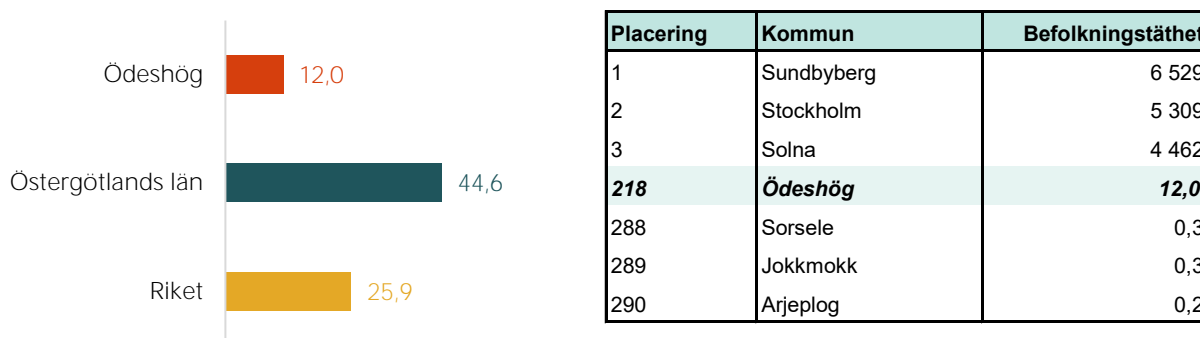 Ödeshög 12,0
Östergötlands län 44,6
Riket 25,9
Placering Kommun Befolkningstäthet
1 Sundbyberg 6 529
2 Stockholm 5 309
3 Solna 4 462
218 Ödeshög 12,0
288 Sorsele 0,3
289 Jokkmokk 0,3
290 Arjeplog 0,2